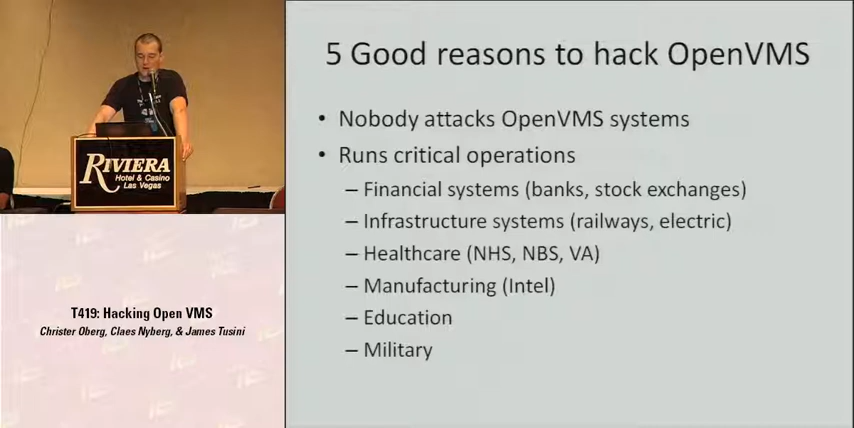 RIVIERA
Hotel & Casino
Las Vegas
T419: Hacking Open VMS
Christer Oberg, Claes Nyberg, & James Tusini
5 Good reasons to hack OpenVMS
• Nobody attacks OpenVMS systems
• Runs critical operations
– Financial systems (banks, stock exchanges)
– Infrastructure systems (railways, electric)
– Healthcare (NHS, NBS, VA)
– Manufacturing (Intel)
– Education
– Military